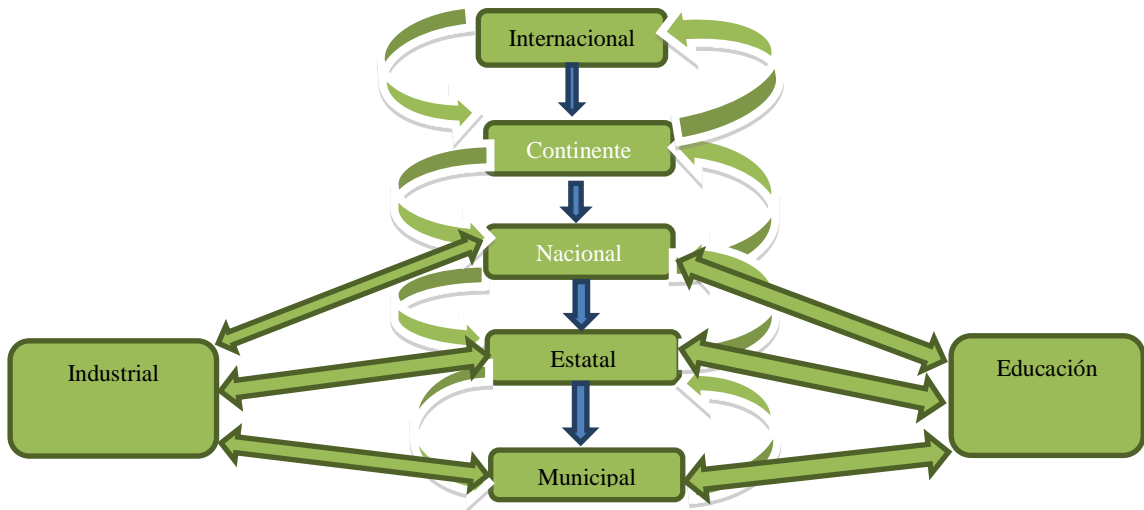 Internacional
Continente
Nacional
Industrial
Estatal
Educación
Municipal